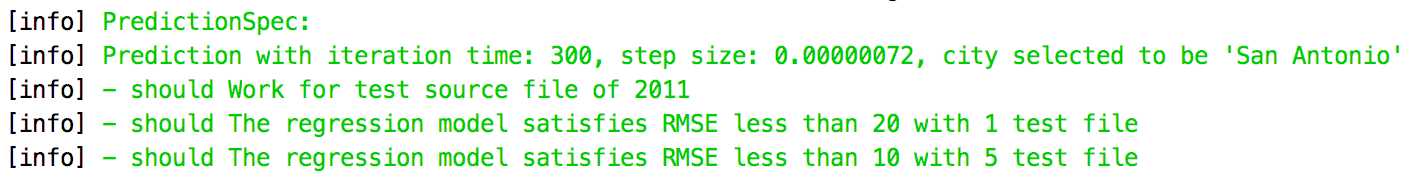 [info] PredictionSpec:
[info] Prediction with iteration time: 300, step size: 0.00000072, city selected to be 'San Antonio'
[info] - should Work for test source file of 2011
[info] - should The regression model satisfies RMSE less than 20 with 1 test file
[info] - should The regression model satisfies RMSE less than 10 with 5 test file